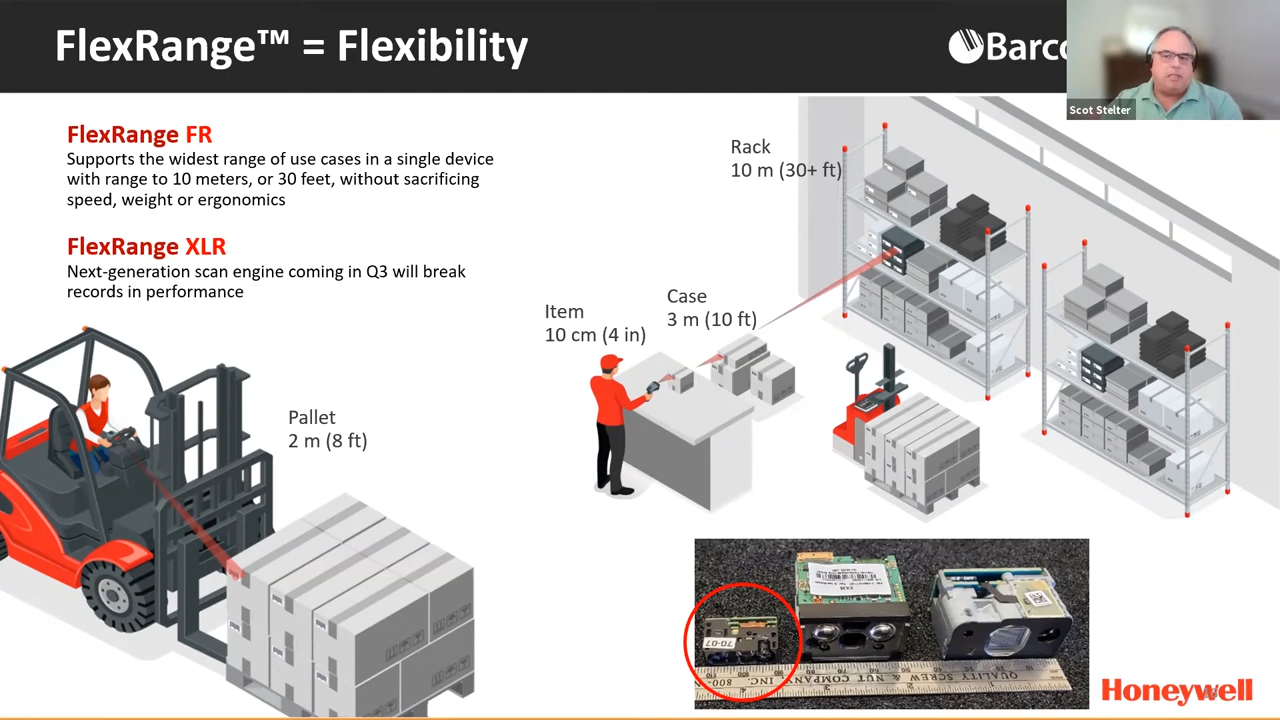 FlexRange™ = Flexibility
Barco
Scot Stelter
FlexRange FR
Supports the widest range of use cases in a single device
with range to 10 meters, or 30 feet, without sacrificing
speed, weight or ergonomics
FlexRange XLR
Next-generation scan engine coming in Q3 will break
records in performance
Rack
10 m (30+ ft)
Case
3 m (10 ft)
Item
10 cm (4 in)
Pallet
2 m (8 ft)
70-07
800-
INC.
QUALITY SCREW & NUT COMPANY
Honeywell